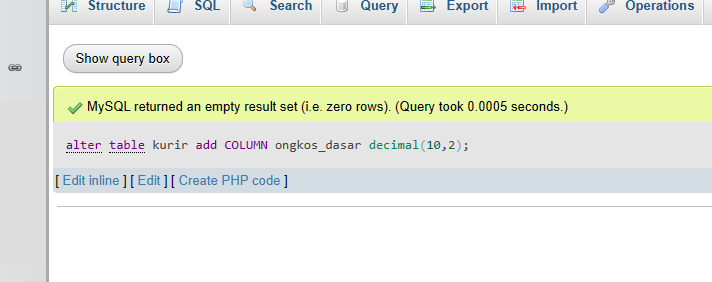 Structure SQL Search Query Export Import Operations
Show query box
MySQL returned an empty result set (i.e. zero rows). (Query took 0.0005 seconds.)
alter table kurir add COLUMN ongkos_dasar decimal(10,2);
[ Edit inline ] [ Edit ] [ Create PHP code ]